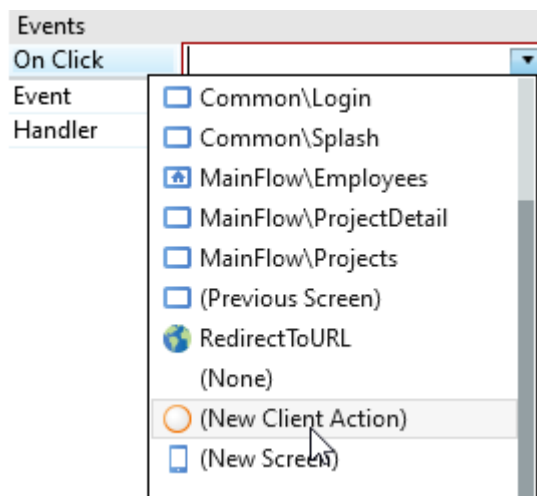 Events
On Click
Event
Handler
Common\Login
Common\Splash
MainFlow\Employees
MainFlow\ProjectDetail
MainFlow\Projects
(Previous Screen)
RedirectToURL
(None)
(New Client Action)
(New Screen)